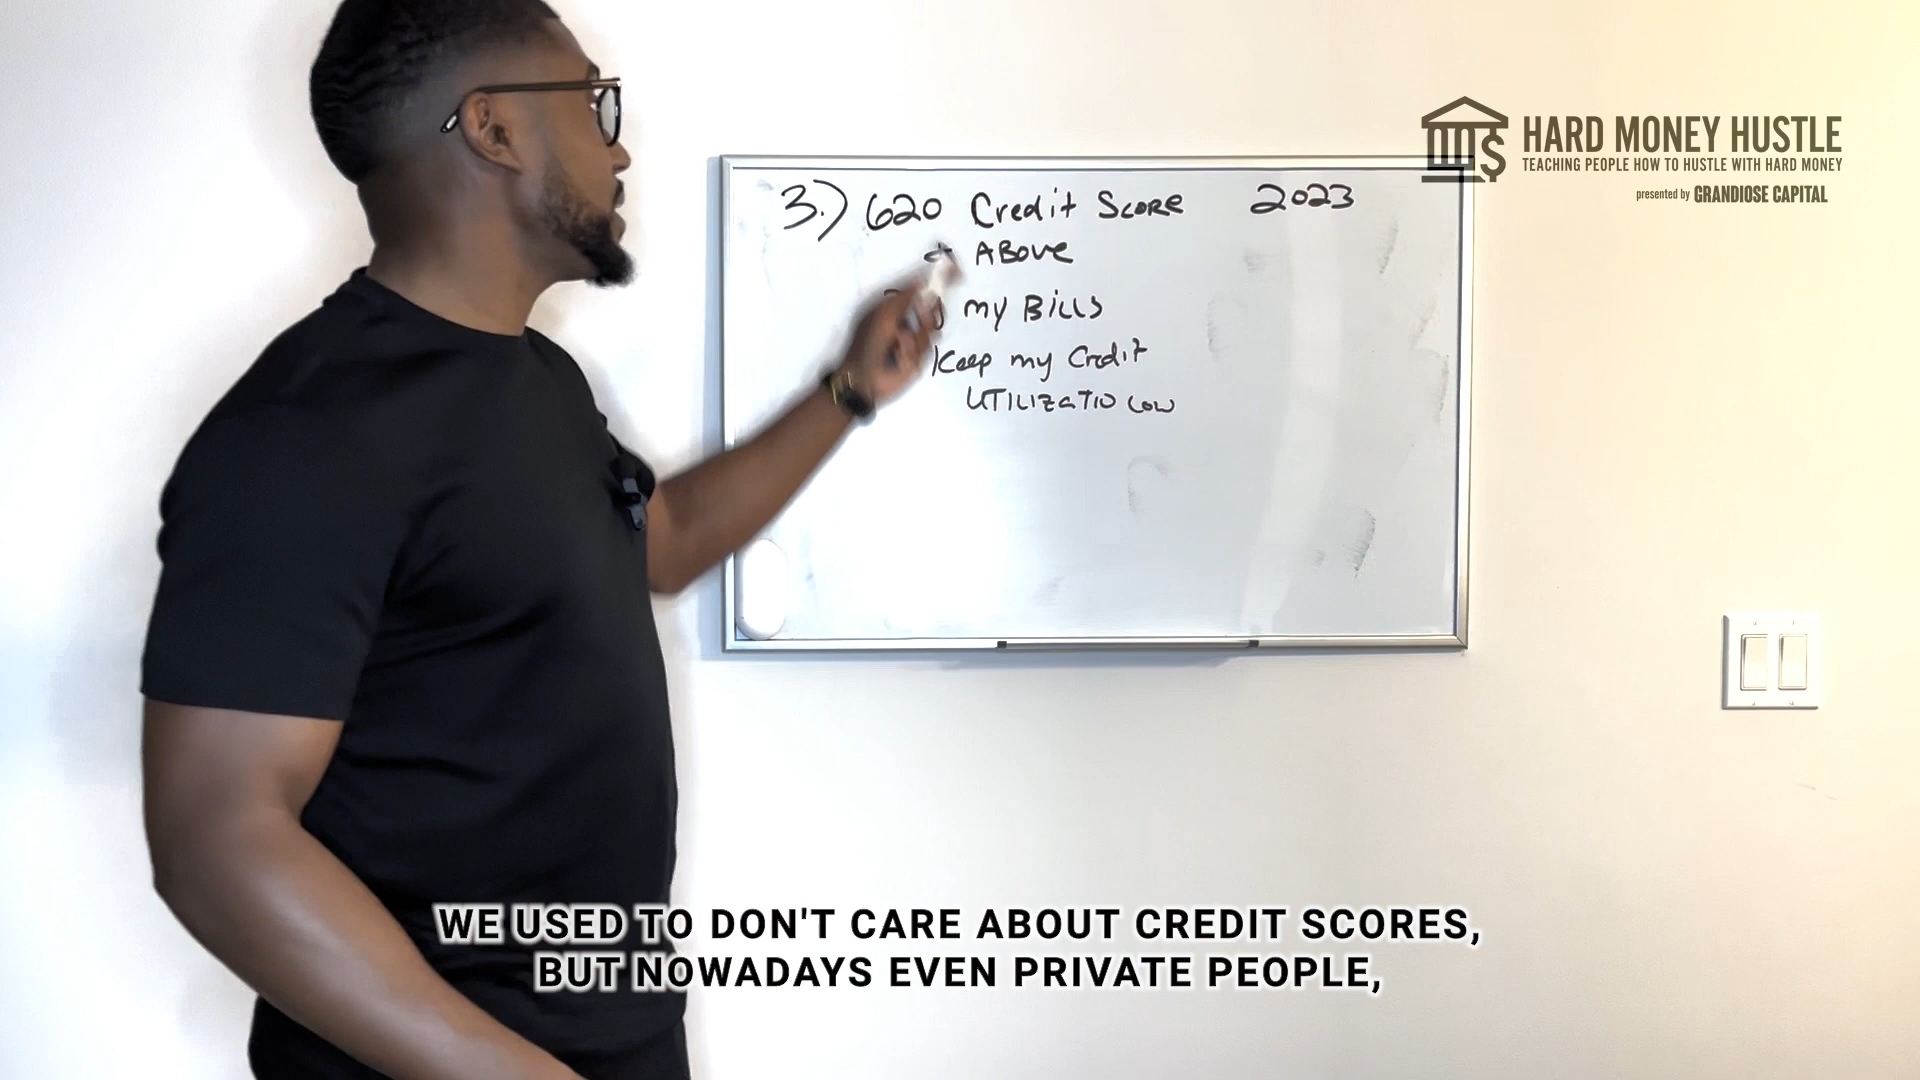 HARD MONEY HUSTLE
TEACHING PEOPLE HOW TO HUSTLE WITH HARD MONEY
presented by GRANDIOSE CAPITAL
3.) 620 Credit Score 2023
+ Above
my Bills
Keep my Credit
UTILIZATIO LOW
WE USED TO DON'T CARE ABOUT CREDIT SCORES,
BUT NOWADAYS EVEN PRIVATE PEOPLE,